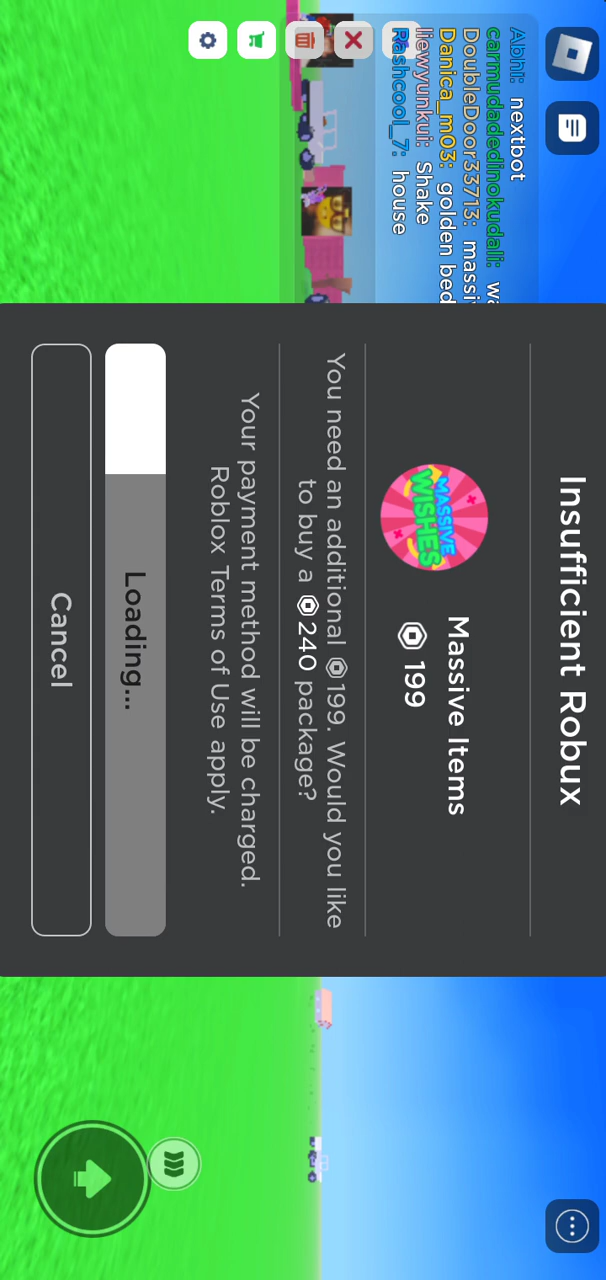 Abhi: nextbot
carmudadedinokudali: wa
DoubleDoor33713: massi
Danica_m03: golden bed
liewyunkui: Shake
Rashcool_7: house
Insufficient Robux
MASSIVE
WISHES
Massive Items
199
You need an additional 199. Would you like
to buy a 240 package?
Your payment method will be charged.
Roblox Terms of Use apply.
Loading...
Cancel